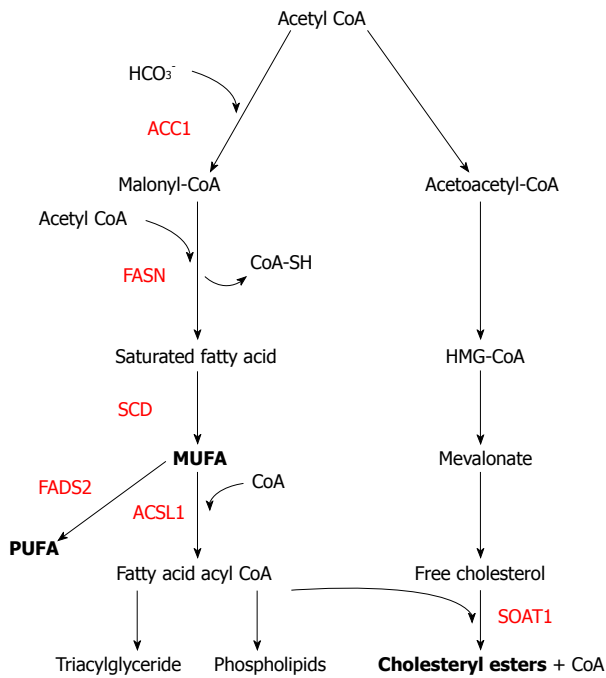 Acetyl CoA
HCO₃⁻
ACC1
Malonyl-CoA
Acetoacetyl-CoA
Acetyl CoA
FASN
CoA-SH
Saturated fatty acid
HMG-CoA
SCD
MUFA
Mevalonate
FADS2
CoA
ACSL1
PUFA
Fatty acid acyl CoA
Free cholesterol
SOAT1
Triacylglyceride
Phospholipids
Cholesteryl esters + CoA